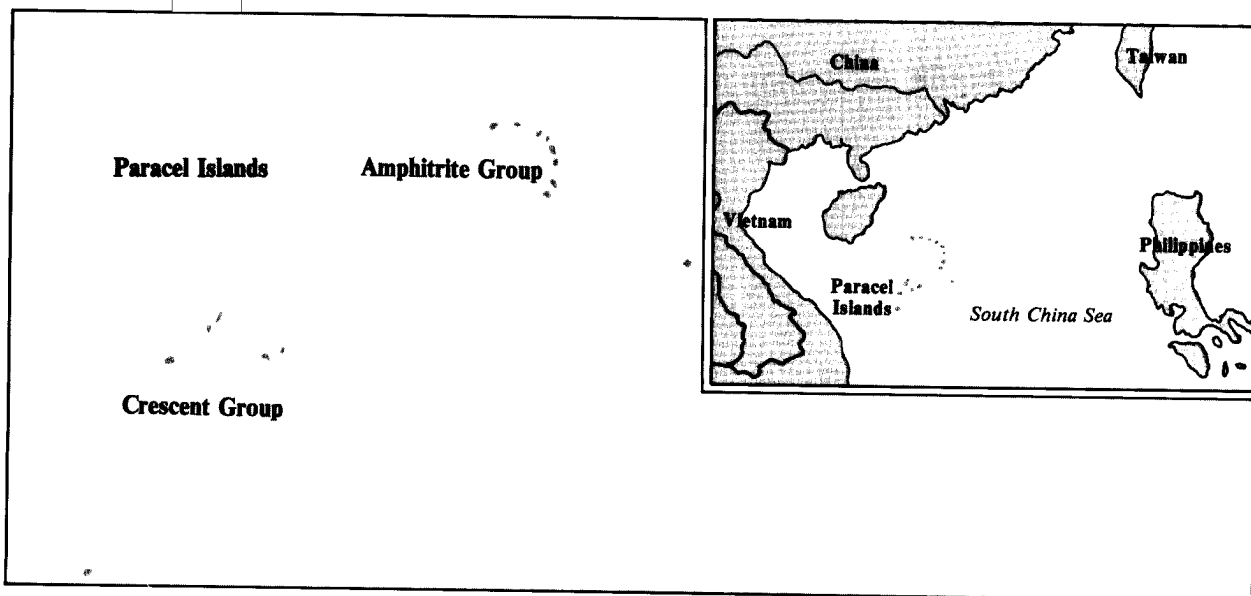 Paracel Islands
Amphitrite Group
Crescent Group
China
Taiwan
Vietnam
Philippines
Paracel
Islands
South China Sea